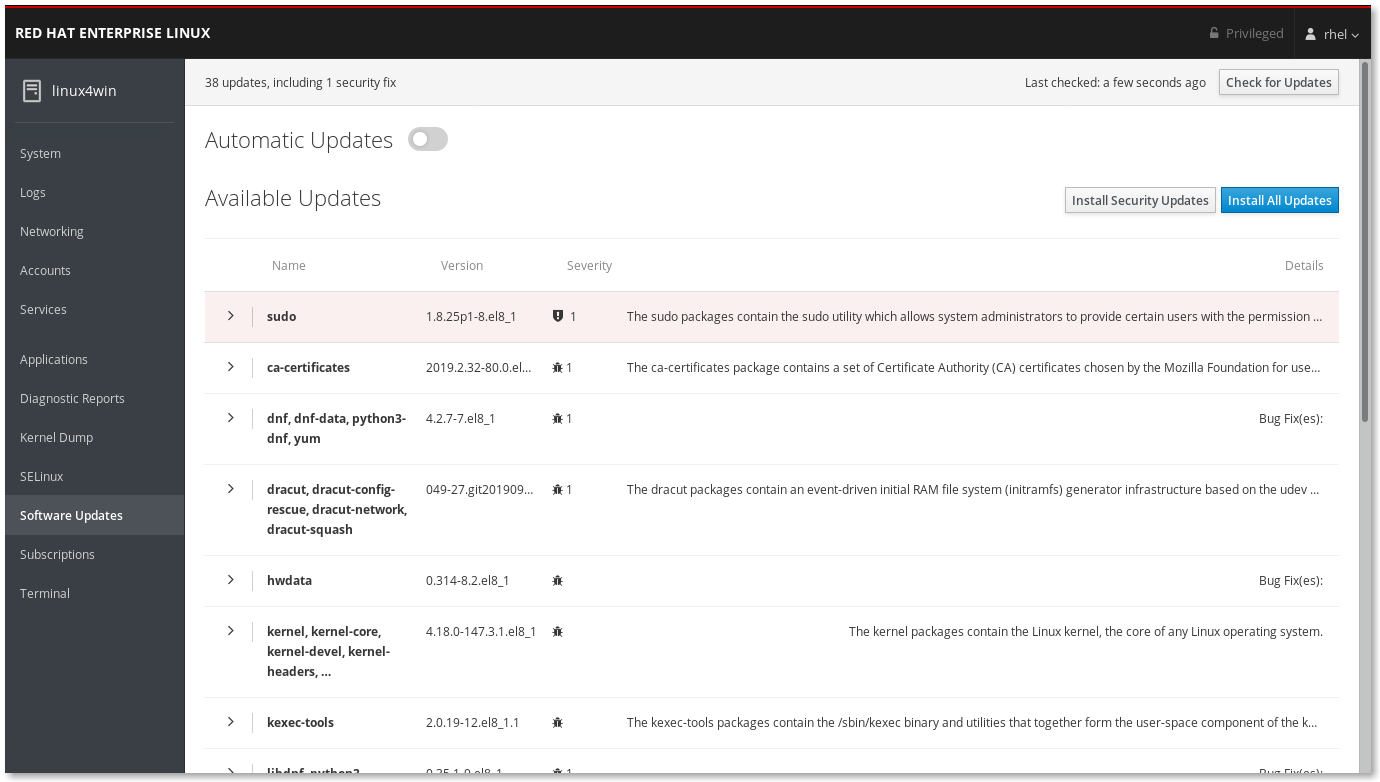 RED HAT ENTERPRISE LINUX
Privileged
rhel
linux4win
System
Logs
Networking
Accounts
Services
Applications
Diagnostic Reports
Kernel Dump
SELinux
Software Updates
Subscriptions
Terminal
38 updates, including 1 security fix
Last checked: a few seconds ago
Check for Updates
Automatic Updates
Available Updates
Install Security Updates
Install All Updates
Name Version Severity Details
sudo 1.8.25p1-8.el8_1 1 The sudo packages contain the sudo utility which allows system administrators to provide certain users with the permission ...
ca-certificates 2019.2.32-80.0.el... 1 The ca-certificates package contains a set of Certificate Authority (CA) certificates chosen by the Mozilla Foundation for use...
dnf, dnf-data, python3- 4.2.7-7.el8_1 1 Bug Fix(es):
dnf, yum
dracut, dracut-config- 049-27.git201909... 1 The dracut packages contain an event-driven initial RAM file system (initramfs) generator infrastructure based on the udev ...
rescue, dracut-network,
dracut-squash
hwdata 0.314-8.2.el8_1 Bug Fix(es):
kernel, kernel-core, 4.18.0-147.3.1.el8_1 The kernel packages contain the Linux kernel, the core of any Linux operating system.
kernel-devel, kernel-
headers, ...
kexec-tools 2.0.19-12.el8_1.1 The kexec-tools packages contain the /sbin/kexec binary and utilities that together form the user-space component of the k...
libdnf, python3- 1 Bug Fix(es):